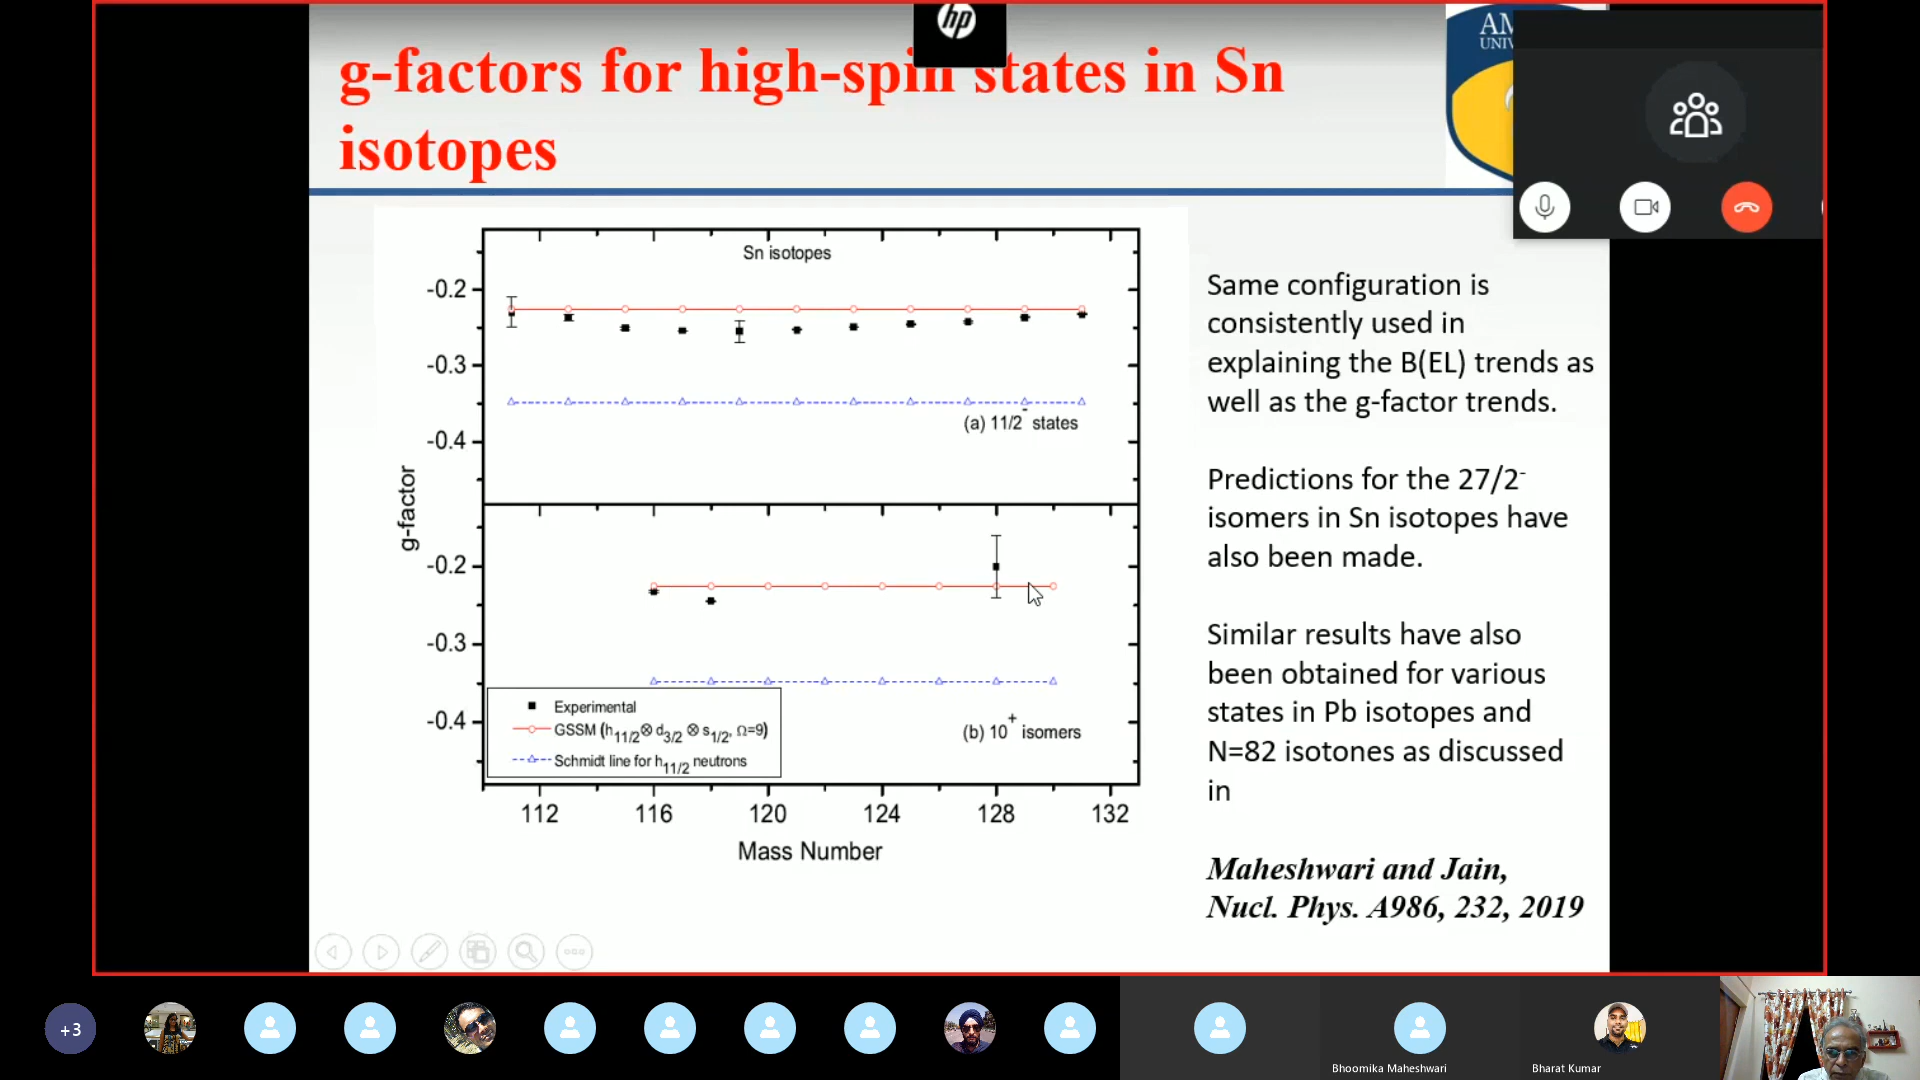 hp
g-factors for high-spin states in Sn
isotopes
AM
UNIV
Sn isotopes
-0.2
-0.3
-0.4
(a) 11/2⁻ states
g-factor
-0.2
-0.3
-0.4
Experimental
GSSM (h11/2⊗ d3/2 ⊗ s1/2, Ω=9)
Schmidt line for h11/2 neutrons
(b) 10⁺ isomers
112 116 120 124 128 132
Mass Number
Same configuration is
consistently used in
explaining the B(EL) trends as
well as the g-factor trends.
Predictions for the 27/2⁻
isomers in Sn isotopes have
also been made.
Similar results have also
been obtained for various
states in Pb isotopes and
N=82 isotones as discussed
in
Maheshwari and Jain,
Nucl. Phys. A986, 232, 2019
+3
Bhoomika Maheshwari
Bharat Kumar